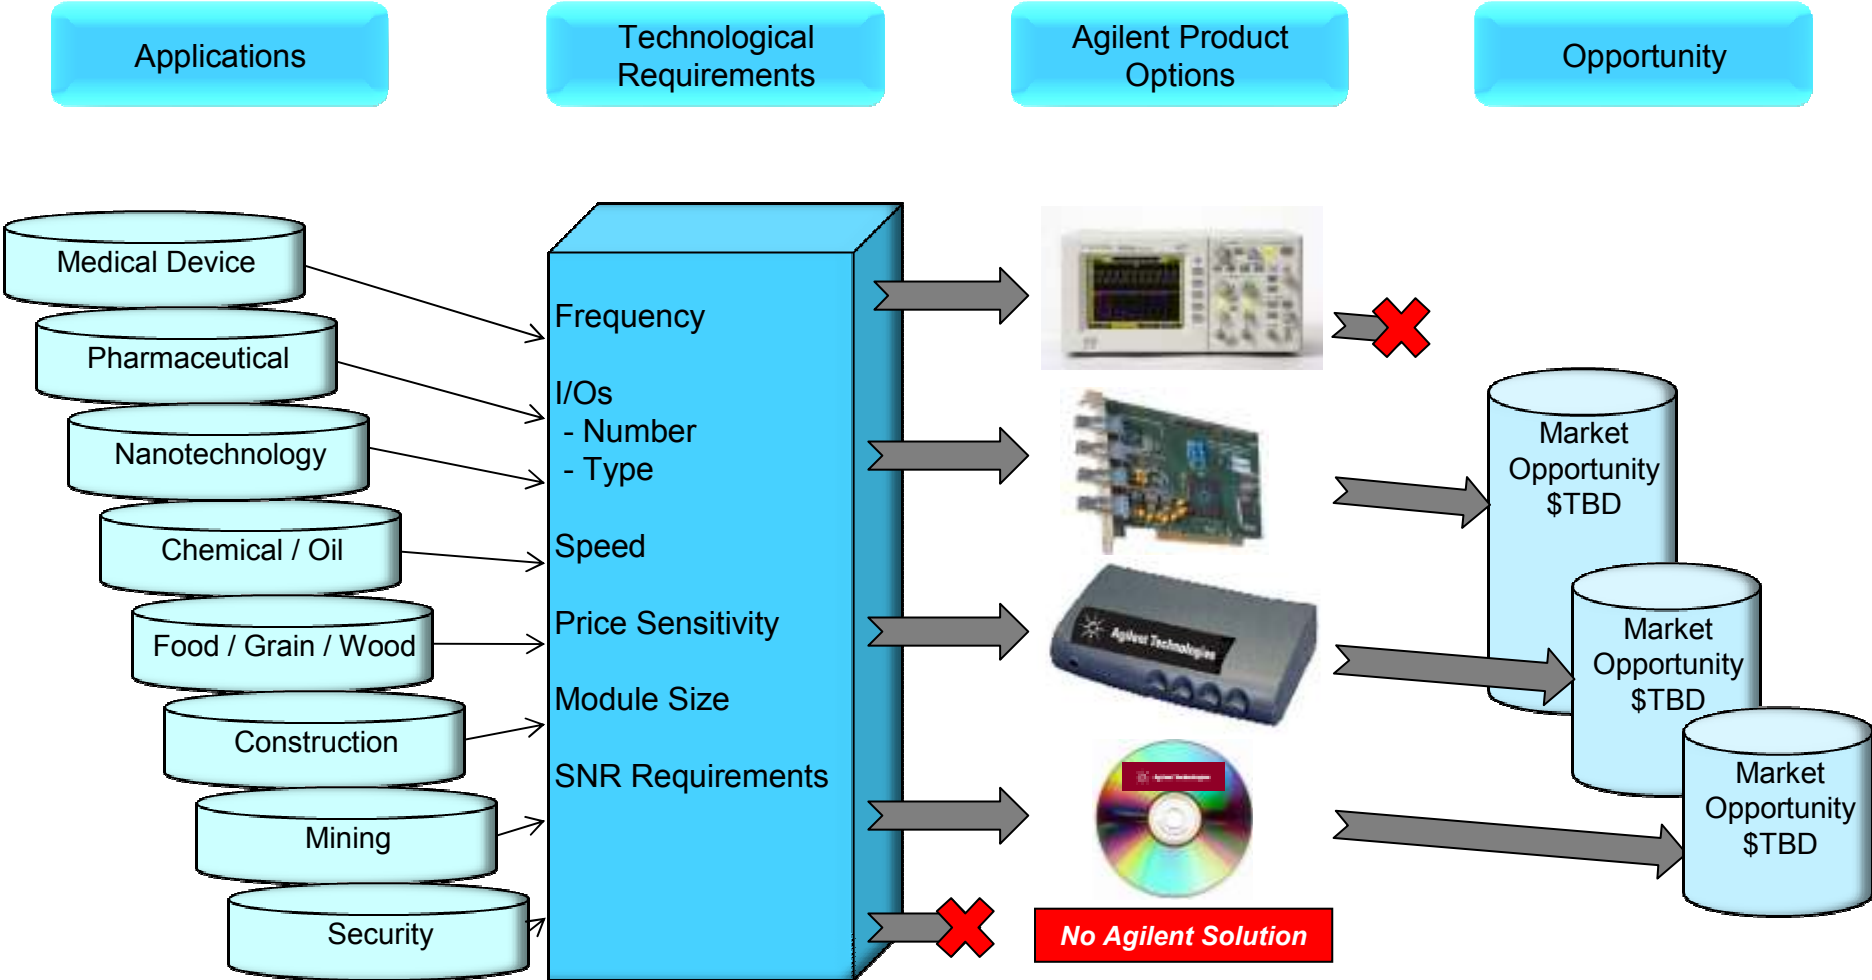 Applications
Technological
Requirements
Agilent Product
Options
Opportunity
Medical Device
Pharmaceutical
Nanotechnology
Chemical / Oil
Food / Grain / Wood
Construction
Mining
Security
Frequency
I/Os
- Number
- Type
Speed
Price Sensitivity
Module Size
SNR Requirements
Agilent Technologies
Agilent Technologies
No Agilent Solution
Market
Opportunity
$TBD
Market
Opportunity
$TBD
Market
Opportunity
$TBD